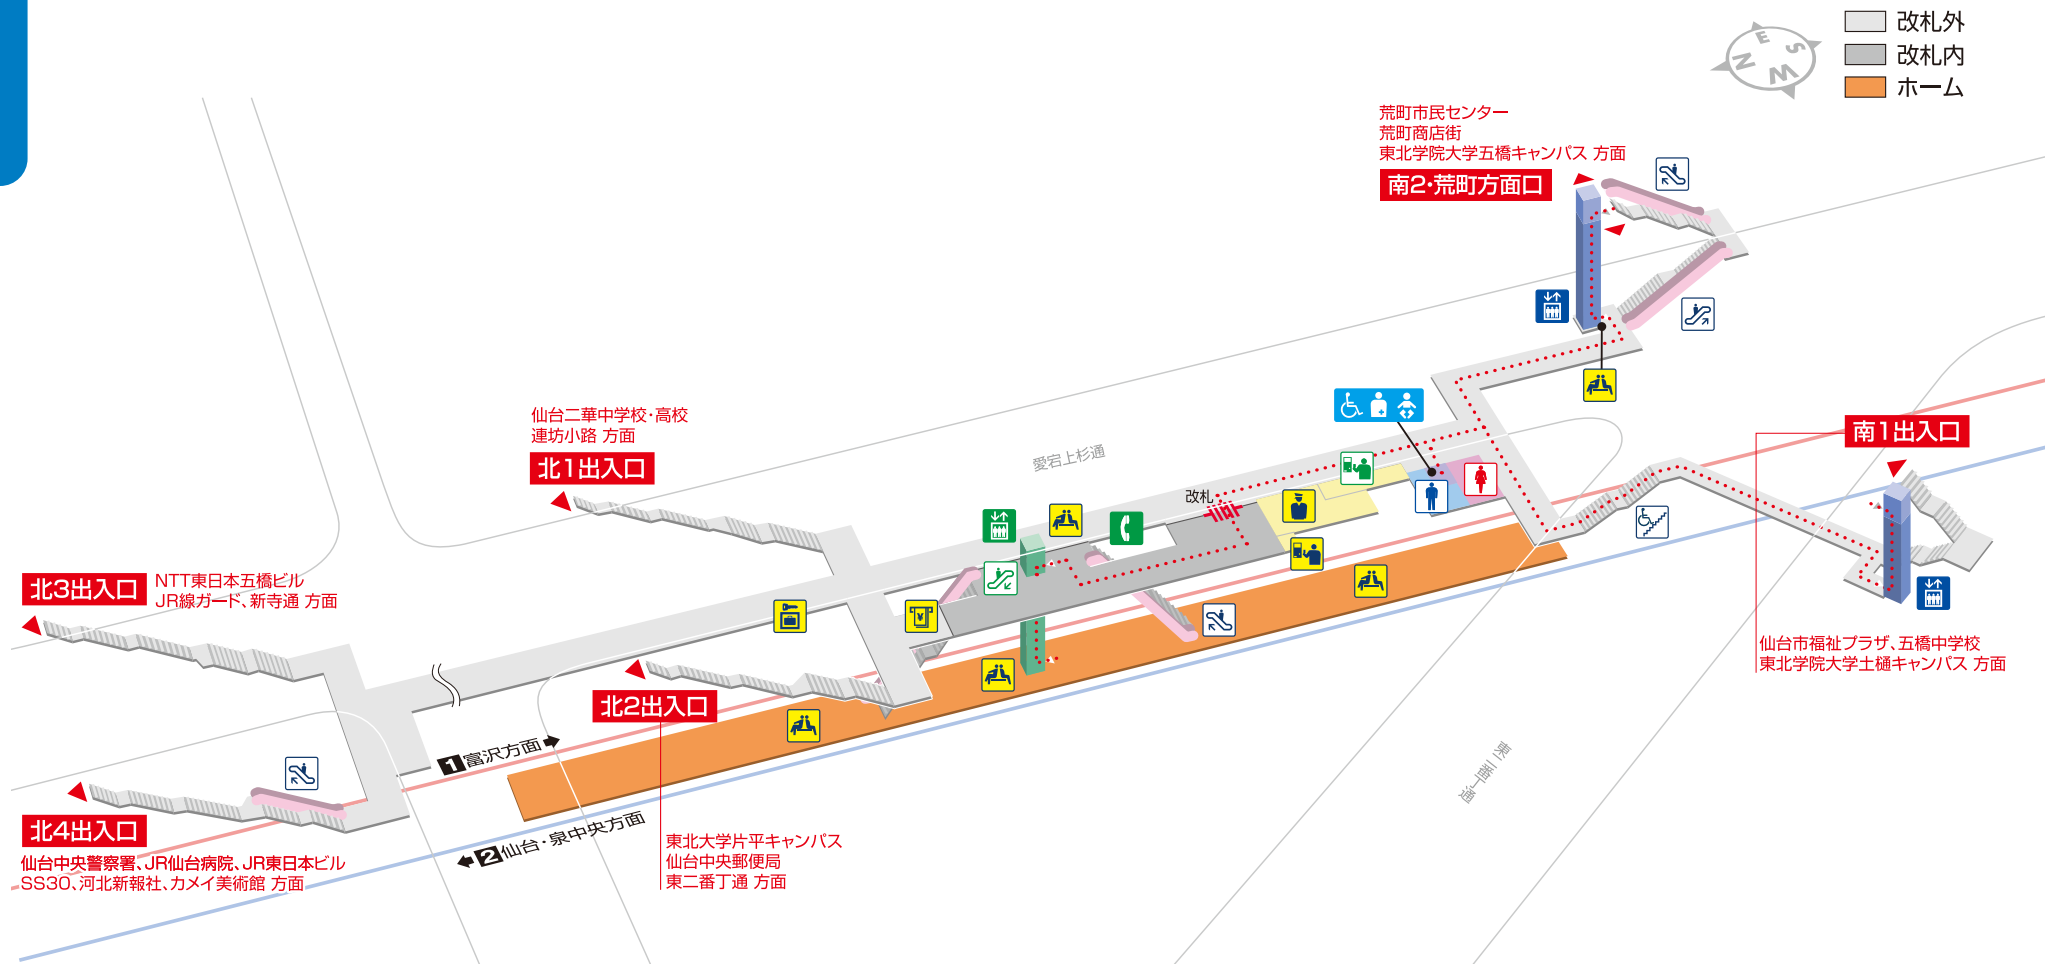 改札外
改札内
ホーム
N
E
S
W
荒町市民センター
荒町商店街
東北学院大学五橋キャンパス 方面
南2・荒町方面口
仙台二華中学校・高校
連坊小路 方面
北1出入口
愛宕上杉通
改札
南1出入口
仙台市福祉プラザ、五橋中学校
東北学院大学土樋キャンパス 方面
北3出入口
NTT東日本五橋ビル
JR線ガード、新寺通 方面
北2出入口
東北大学片平キャンパス
仙台中央郵便局
東二番丁通 方面
1 富沢方面
2 仙台・泉中央方面
東二番丁通
北4出入口
仙台中央警察署、JR仙台病院、JR東日本ビル
SS30、河北新報社、カメイ美術館 方面
¥